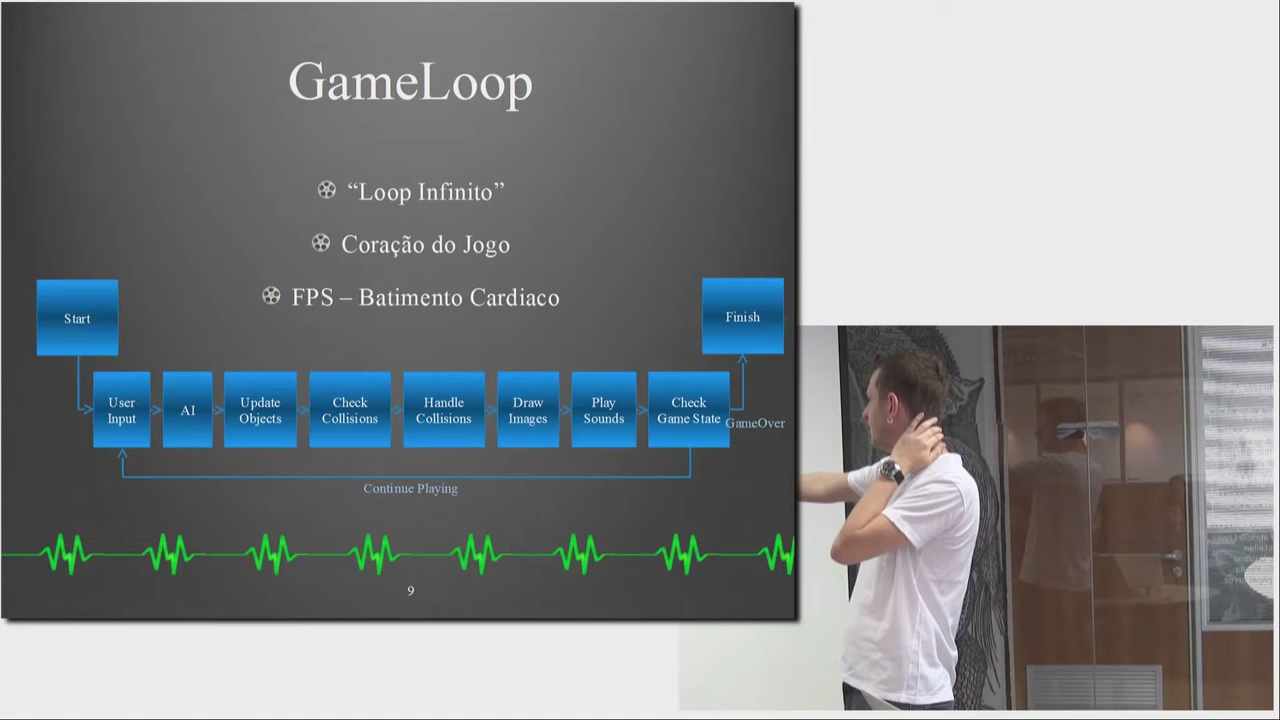 GameLoop
“Loop Infinito”
Coração do Jogo
FPS – Batimento Cardiaco
Start
Finish
User
Input
AI
Update
Objects
Check
Collisions
Handle
Collisions
Draw
Images
Play
Sounds
Check
Game State
GameOver
Continue Playing
9